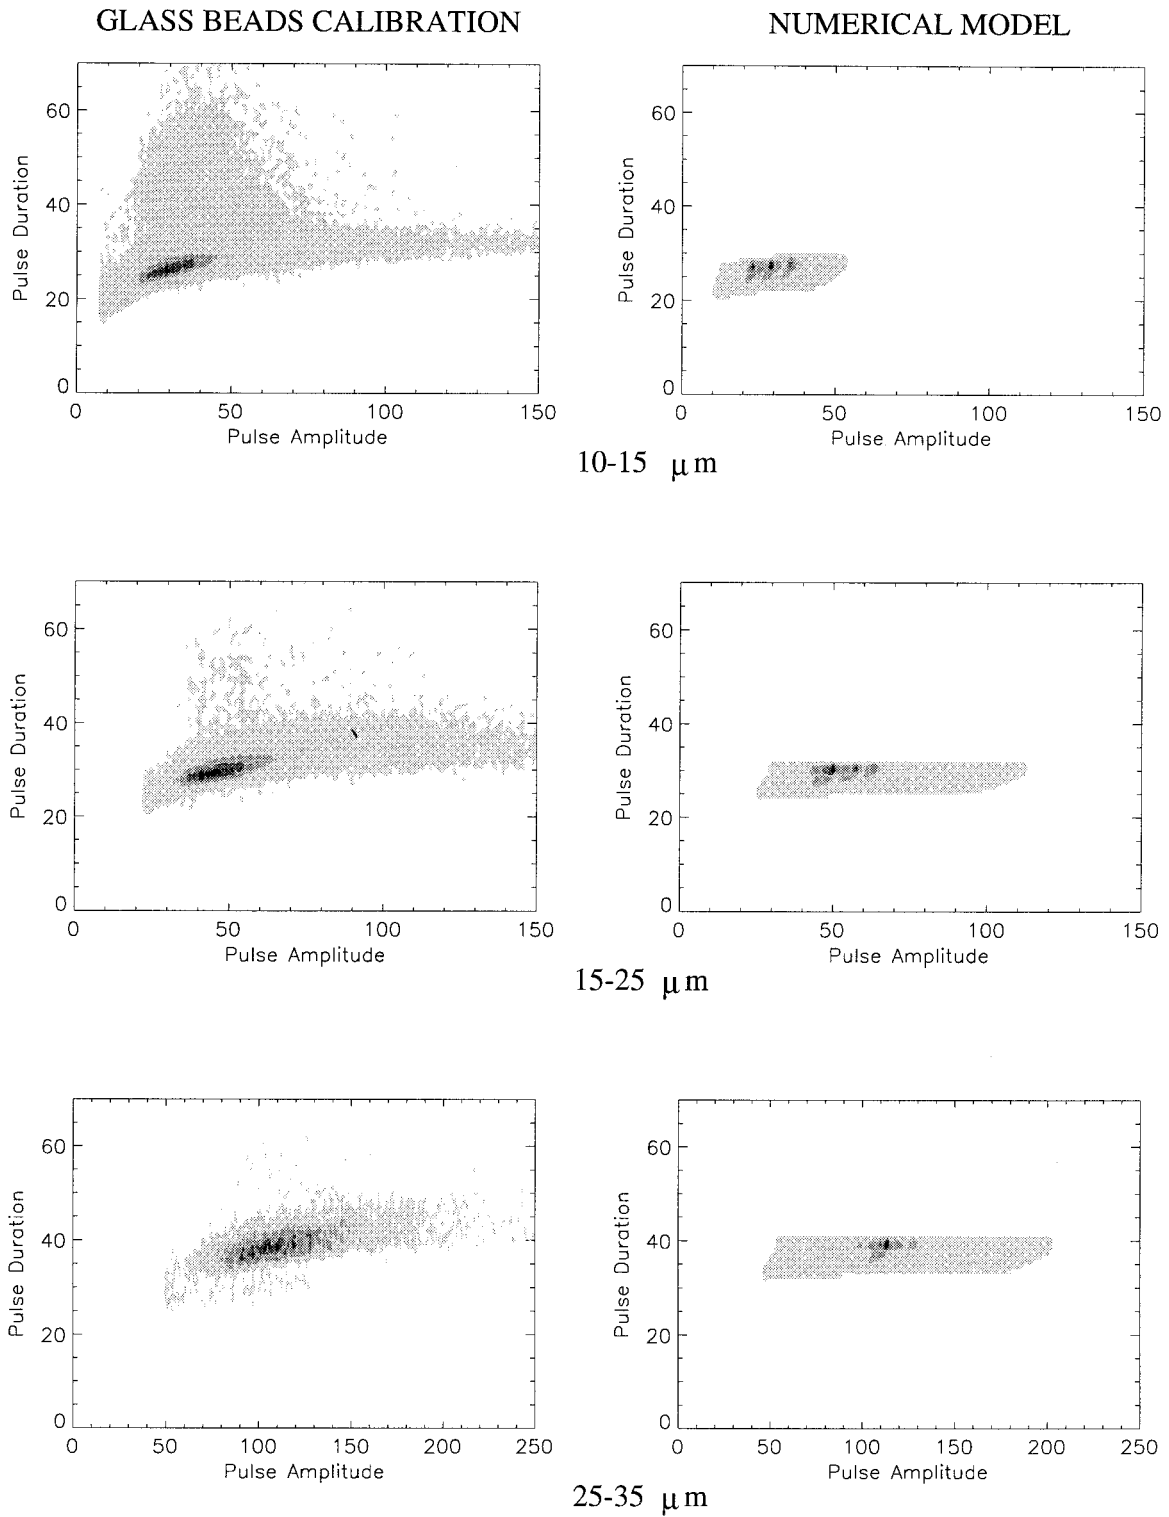 GLASS BEADS CALIBRATION
NUMERICAL MODEL
Pulse Duration
60
40
20
0
0 50 100 150
Pulse Amplitude
Pulse Duration
60
40
20
0
0 50 100 150
Pulse Amplitude
10-15 μm
Pulse Duration
60
40
20
0
0 50 100 150
Pulse Amplitude
Pulse Duration
60
40
20
0
0 50 100 150
Pulse Amplitude
15-25 μm
Pulse Duration
60
40
20
0
0 50 100 150 200 250
Pulse Amplitude
Pulse Duration
60
40
20
0
0 50 100 150 200 250
Pulse Amplitude
25-35 μm